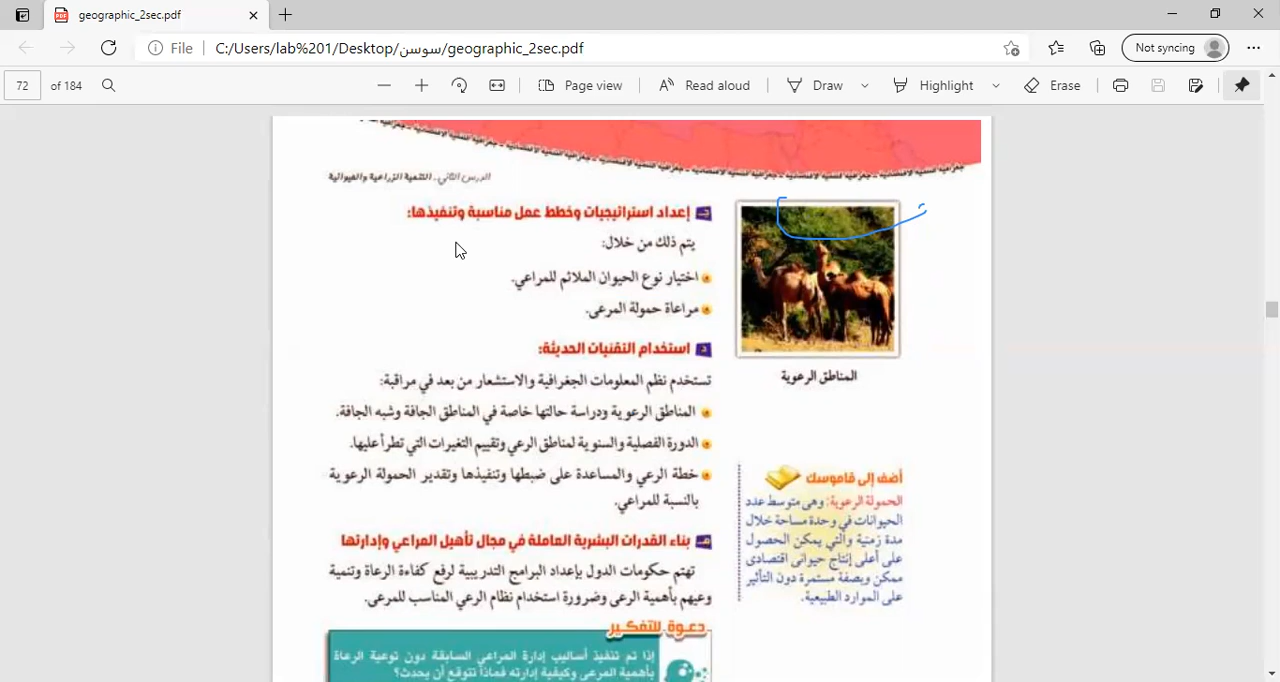 geographic_2sec.pdf
File
C:/Users/lab%201/Desktop/سوسن/geographic_2sec.pdf
Not syncing
72 of 184
Page view
Read aloud
Draw
Highlight
Erase
الدرس الثاني. التنمية الزراعية والحيوانية
جـ إعداد استراتيجيات وخطط عمل مناسبة وتنفيذها:
يتم ذلك من خلال:
اختيار نوع الحيوان الملائم للمراعي.
مراعاة حمولة المرعى.
د استخدام التقنيات الحديثة:
تستخدم نظم المعلومات الجغرافية والاستشعار من بعد في مراقبة:
المناطق الرعوية ودراسة حالتها خاصة في المناطق الجافة وشبه الجافة.
الدورة الفصلية والسنوية لمناطق الرعي وتقييم التغيرات التي تطرأ عليها.
خطة الرعي والمساعدة على ضبطها وتنفيذها وتقدير الحمولة الرعوية
بالنسبة للمراعي.
هـ بناء القدرات البشرية العاملة في مجال تأهيل المراعي وإدارتها
تهتم حكومات الدول بإعداد البرامج التدريبية لرفع كفاءة الرعاة وتنمية
وعيهم بأهمية الرعى وضرورة استخدام نظام الرعي المناسب للمرعى.
دعوة للتفكير
إذا تم تنفيذ أساليب إدارة المراعي السابقة دون توعية الرعاة
بأهمية المرعى وكيفية إدارته فماذا تتوقع أن يحدث؟
المناطق الرعوية
أضف إلى قاموسك
الحمولة الرعوية: وهى متوسط عدد
الحيوانات في وحدة مساحة خلال
مدة زمنية والتي يمكن الحصول
على أعلى إنتاج حيوانى اقتصادى
ممكن وبصفة مستمرة دون التأثير
على الموارد الطبيعية.